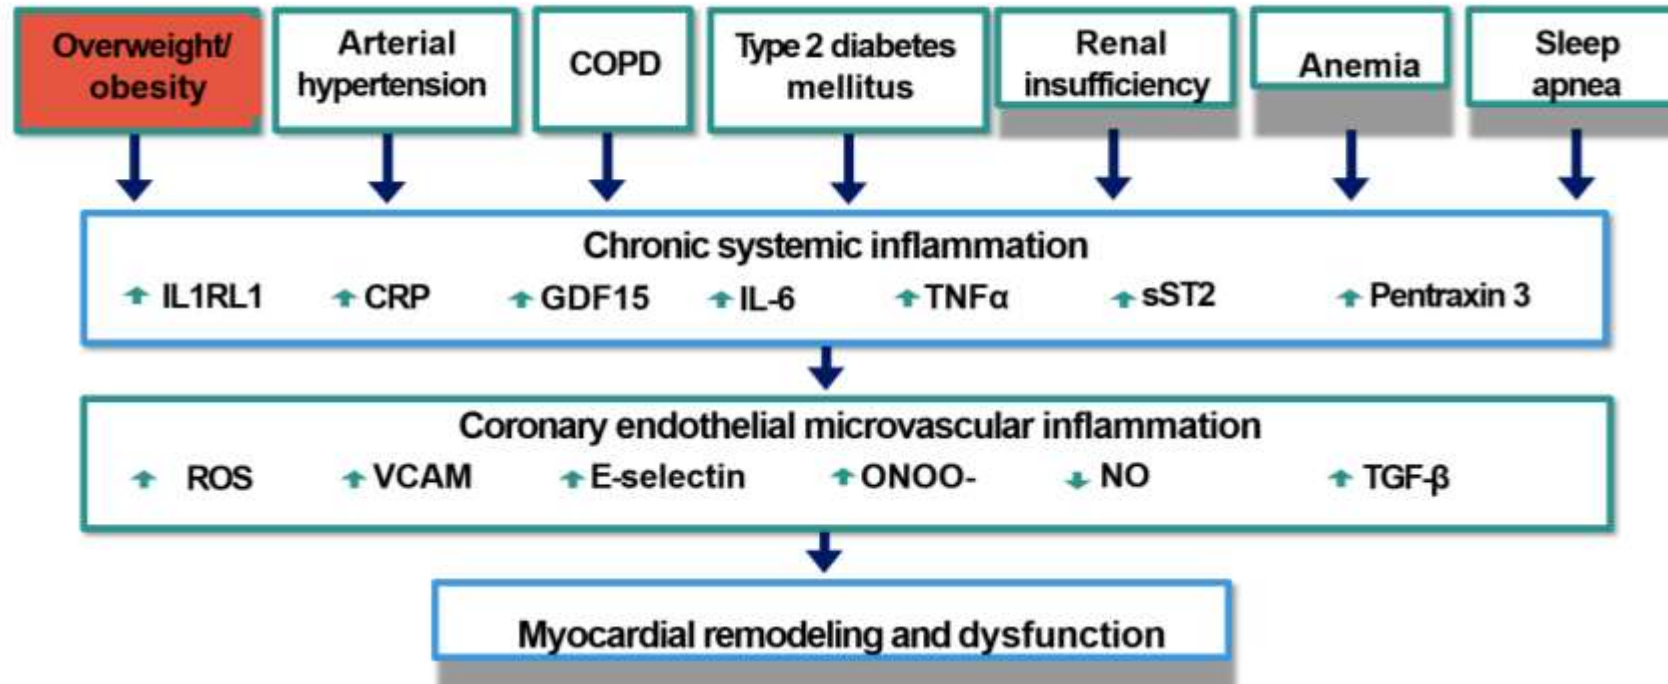 Overweight/
obesity
Arterial
hypertension
COPD
Type 2 diabetes
mellitus
Renal
insufficiency
Anemia
Sleep
apnea
Chronic systemic inflammation
IL1RL1 CRP GDF15 IL-6 TNFα sST2 Pentraxin 3
Coronary endothelial microvascular inflammation
ROS VCAM E-selectin ONOO- NO TGF-β
Myocardial remodeling and dysfunction